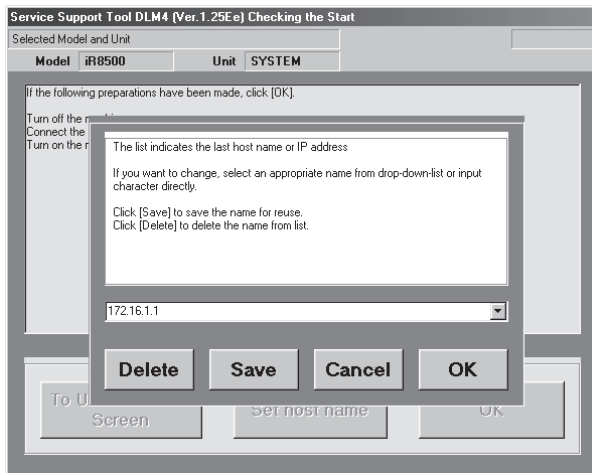 Service Support Tool DLM4 (Ver.1.25Ee) Checking the Start
Selected Model and Unit
Model iR8500 Unit SYSTEM
If the following preparations have been made, click [OK].
Turn off the
Connect the
Turn on the
The list indicates the last host name or IP address
If you want to change, select an appropriate name from drop-down-list or input
character directly.
Click [Save] to save the name for reuse.
Click [Delete] to delete the name from list.
172.16.1.1
Delete Save Cancel OK
To
Screen
Set host name
OK